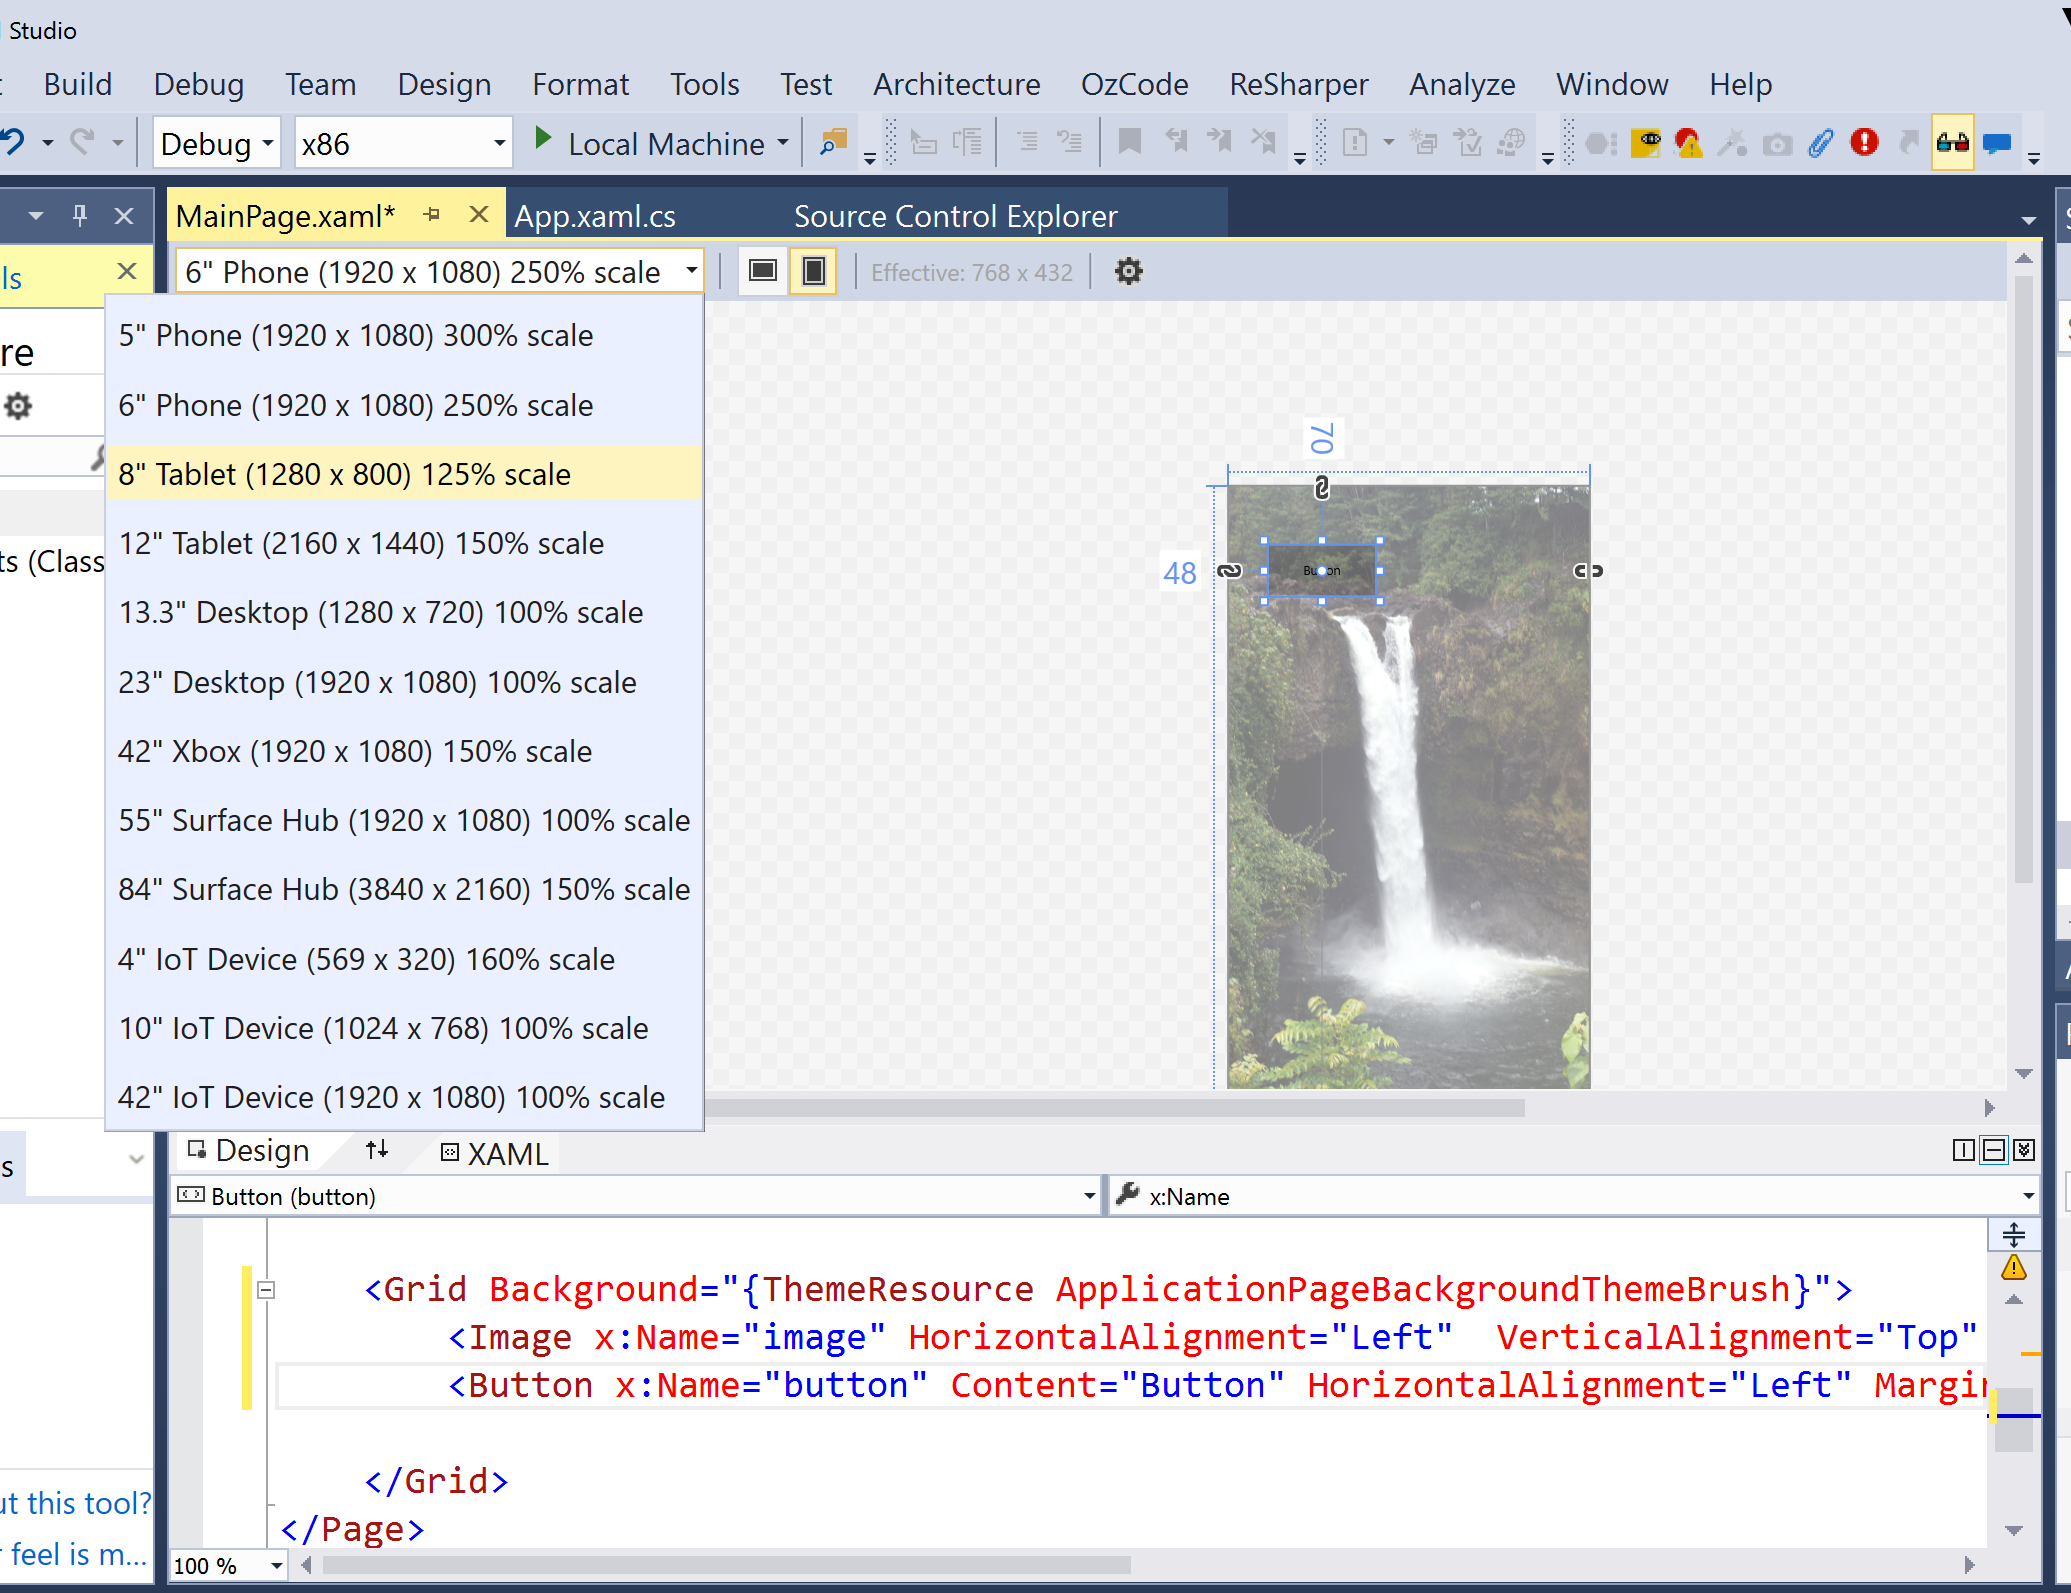 Studio
Build Debug Team Design Format Tools Test Architecture OzCode ReSharper Analyze Window Help
Debug x86 Local Machine
MainPage.xaml* App.xaml.cs Source Control Explorer
ls 6" Phone (1920 x 1080) 250% scale Effective: 768 x 432
5" Phone (1920 x 1080) 300% scale
re
6" Phone (1920 x 1080) 250% scale
70
8" Tablet (1280 x 800) 125% scale
12" Tablet (2160 x 1440) 150% scale
ts (Class
48
Button
13.3" Desktop (1280 x 720) 100% scale
23" Desktop (1920 x 1080) 100% scale
42" Xbox (1920 x 1080) 150% scale
55" Surface Hub (1920 x 1080) 100% scale
84" Surface Hub (3840 x 2160) 150% scale
4" IoT Device (569 x 320) 160% scale
10" IoT Device (1024 x 768) 100% scale
42" IoT Device (1920 x 1080) 100% scale
s Design XAML
Button (button) x:Name
<Grid Background="{ThemeResource ApplicationPageBackgroundThemeBrush}">
<Image x:Name="image" HorizontalAlignment="Left" VerticalAlignment="Top"
<Button x:Name="button" Content="Button" HorizontalAlignment="Left" Margin
</Grid>
ut this tool?
</Page>
r feel is m...
100 %